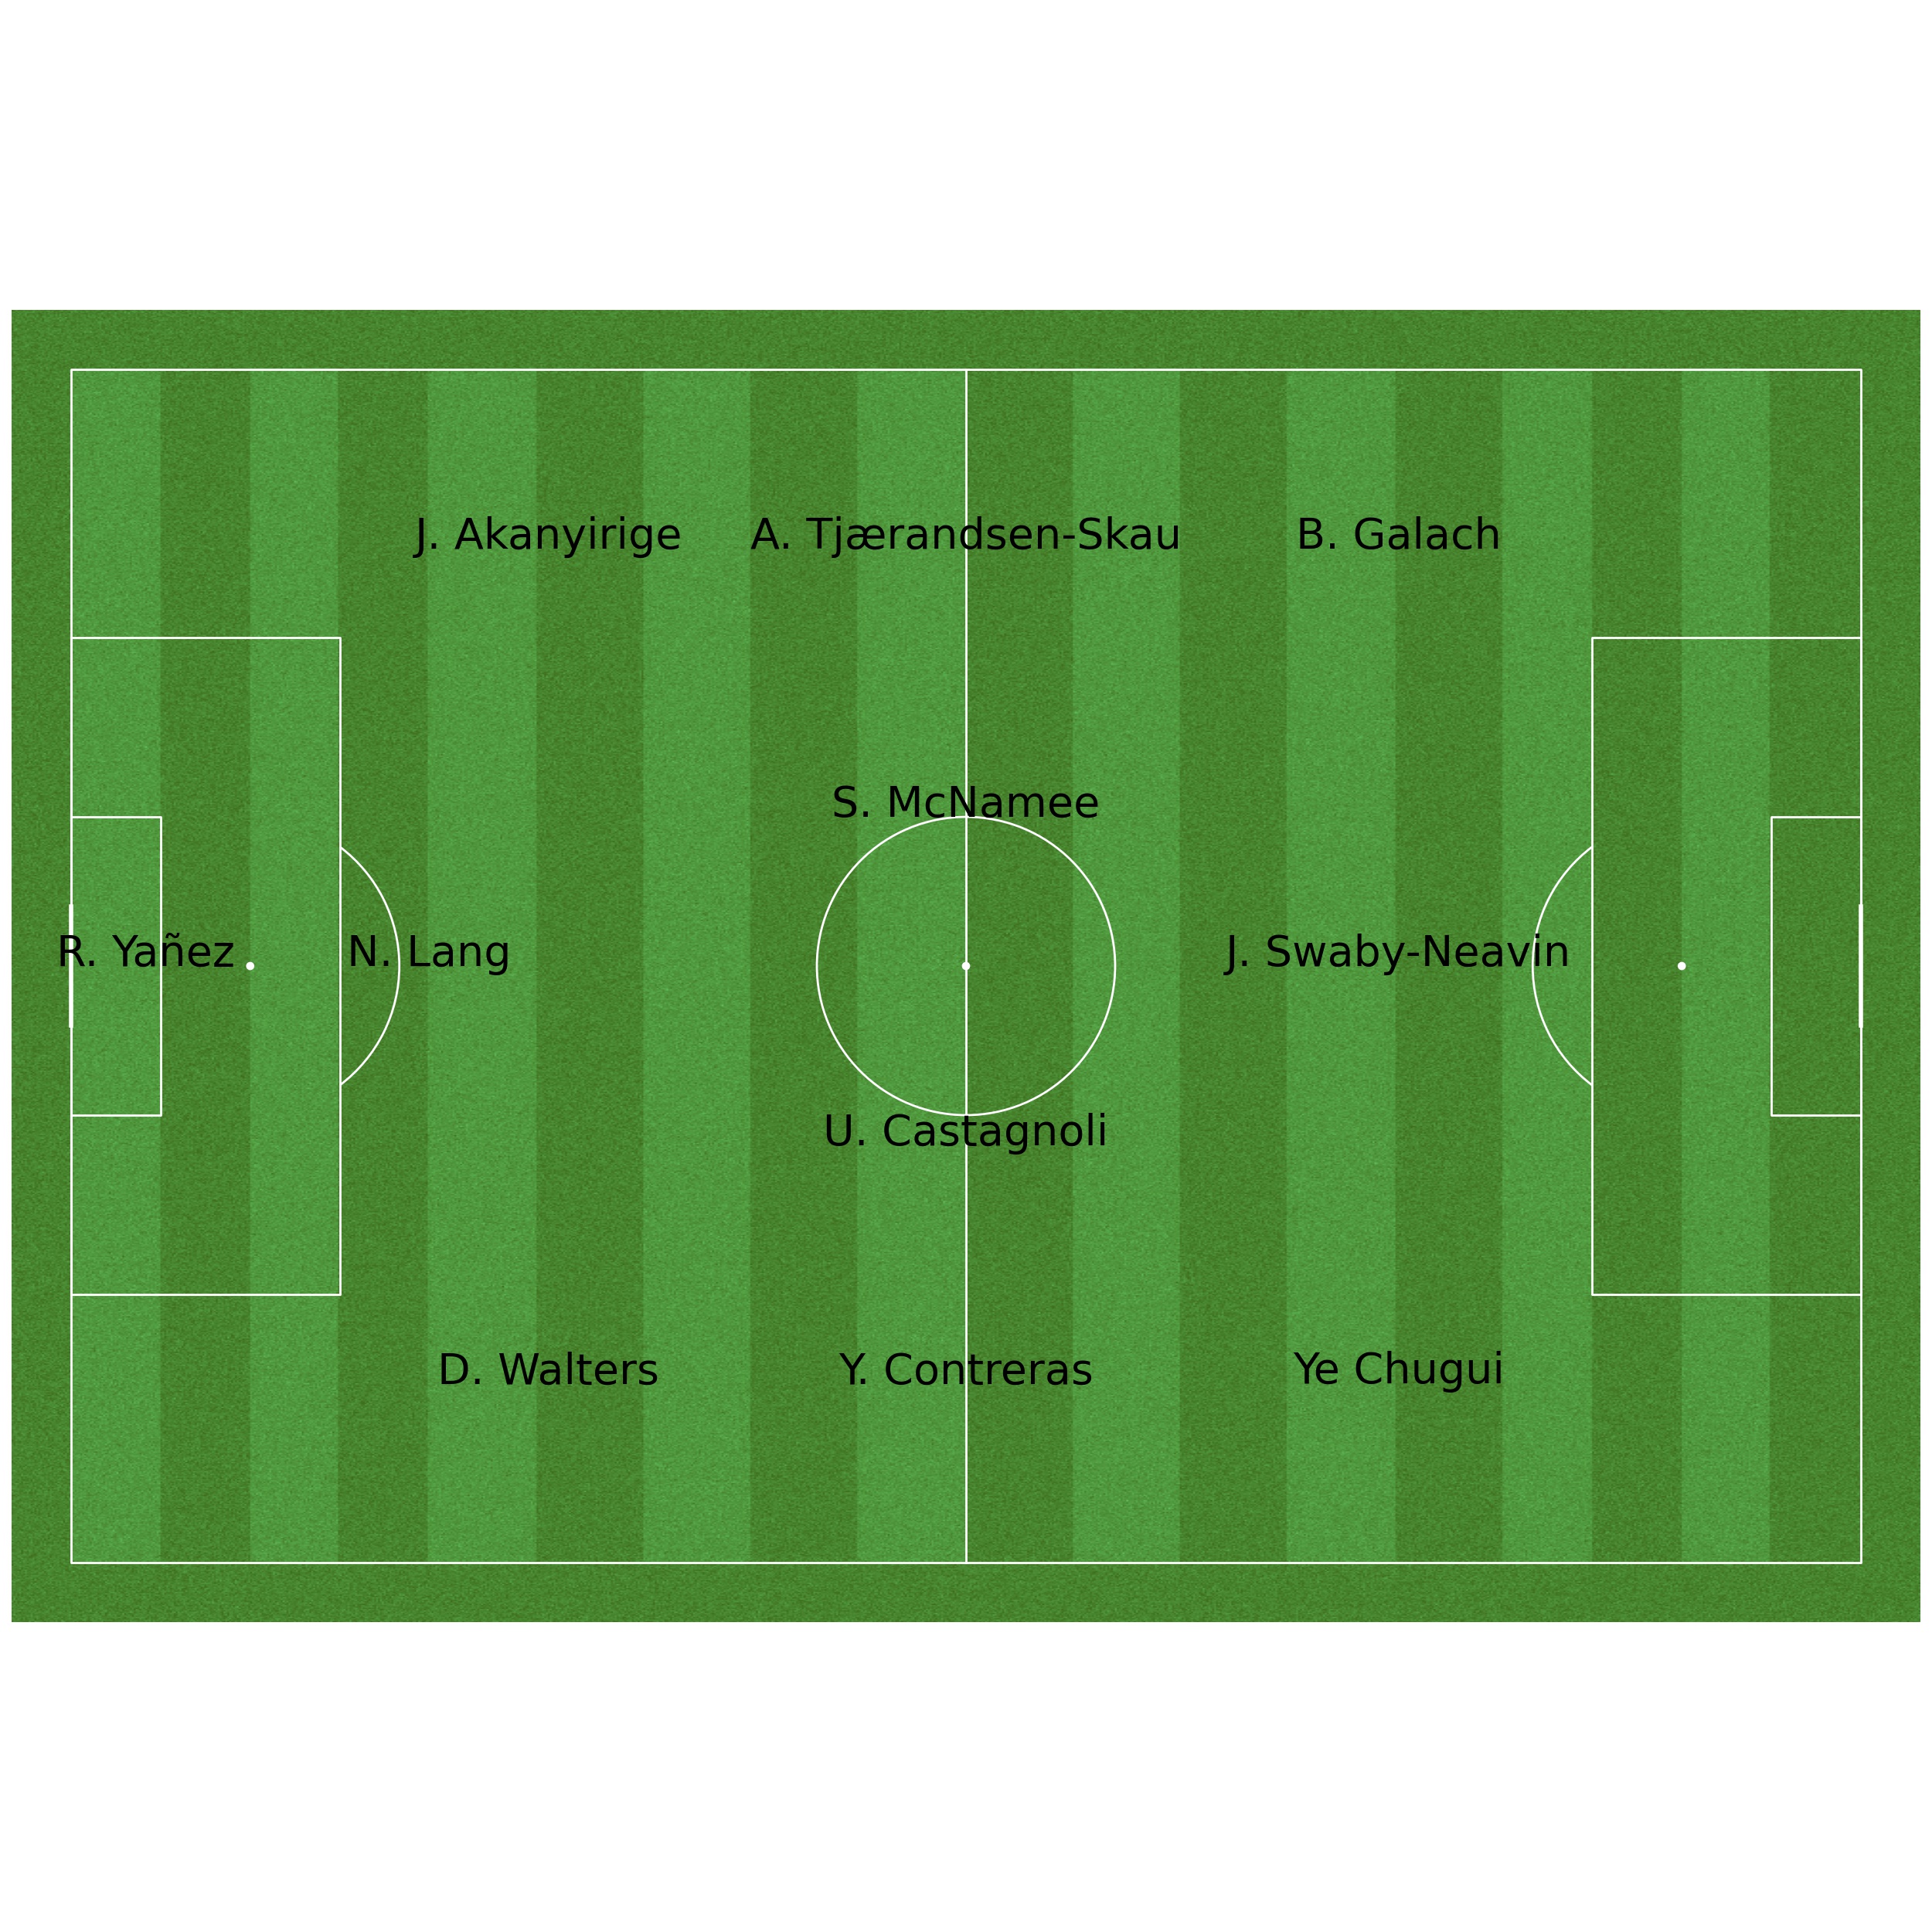 J. Akanyirige
A. Tjærandsen-Skau
B. Galach
S. McNamee
R. Yañez
N. Lang
J. Swaby-Neavin
U. Castagnoli
D. Walters
Y. Contreras
Ye Chugui